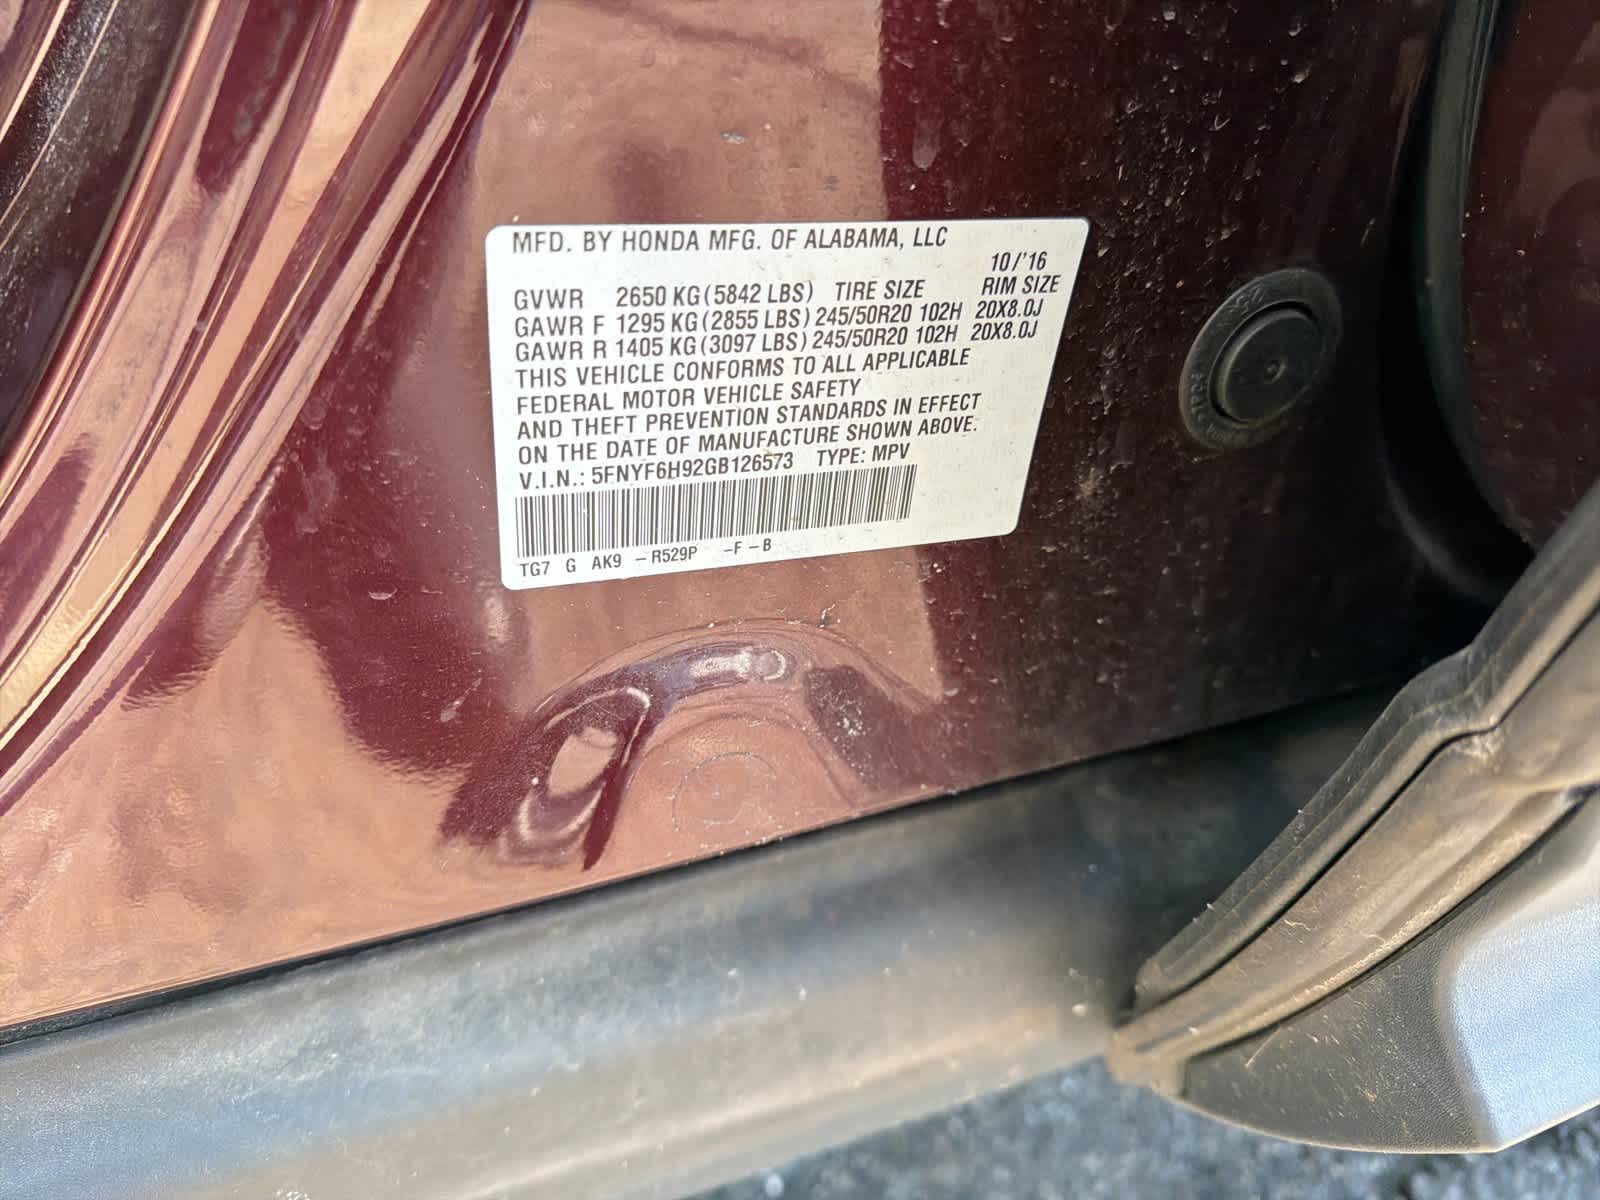 MFD. BY HONDA MFG. OF ALABAMA, LLC
10/'16
GVWR 2650 KG(5842 LBS) TIRE SIZE RIM SIZE
GAWR F 1295 KG(2855 LBS) 245/50R20 102H 20X8.0J
GAWR R 1405 KG(3097 LBS) 245/50R20 102H 20X8.0J
THIS VEHICLE CONFORMS TO ALL APPLICABLE
FEDERAL MOTOR VEHICLE SAFETY
AND THEFT PREVENTION STANDARDS IN EFFECT
ON THE DATE OF MANUFACTURE SHOWN ABOVE.
V.I.N.: 5FNYF6H92GB126573 TYPE: MPV
TG7 G AK9 -R529P -F-B